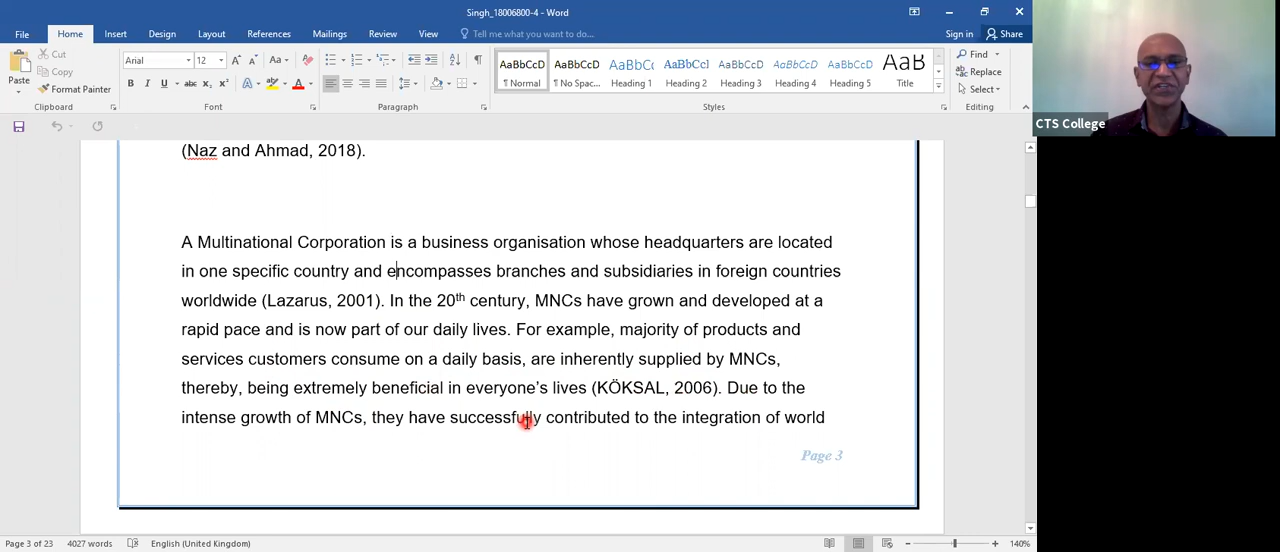 Singh_18006800-4 - Word
File Home Insert Design Layout References Mailings Review View Tell me what you want to do... Sign in Share
Paste Cut Copy Format Painter
Arial 12 Aa
B I U abc X₂ X² A A
AaBbCcD AaBbCcD AaBbC AaBbCcl AaBbCcD AaBbCcD AaBbCcD AaB
¶ Normal ¶ No Spac... Heading 1 Heading 2 Heading 3 Heading 4 Heading 5 Title
Find Replace Select
Clipboard Font Paragraph Styles Editing
CTS College
(Naz and Ahmad, 2018).
A Multinational Corporation is a business organisation whose headquarters are located
in one specific country and encompasses branches and subsidiaries in foreign countries
worldwide (Lazarus, 2001). In the 20th century, MNCs have grown and developed at a
rapid pace and is now part of our daily lives. For example, majority of products and
services customers consume on a daily basis, are inherently supplied by MNCs,
thereby, being extremely beneficial in everyone's lives (KÖKSAL, 2006). Due to the
intense growth of MNCs, they have successfully contributed to the integration of world
Page 3
Page 3 of 23 4027 words English (United Kingdom) 140%